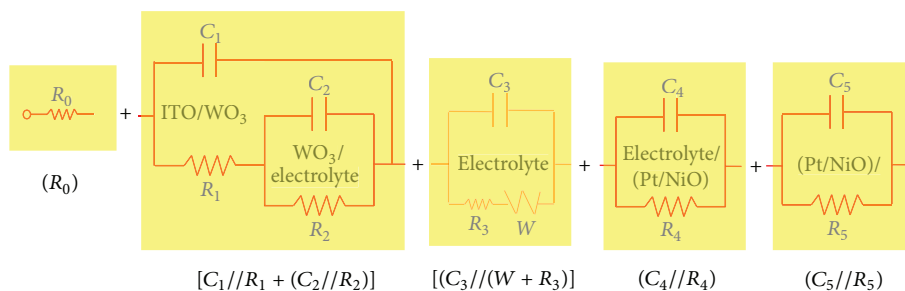 R₀
+
C₁
ITO/WO₃
R₁
C₂
WO₃/
electrolyte
R₂
+
C₃
Electrolyte
R₃
W
+
C₄
Electrolyte/
(Pt/NiO)
R₄
+
C₅
(Pt/NiO)/
R₅
(R₀)
[C₁//R₁ + (C₂//R₂)]
[(C₃//(W + R₃)]
(C₄//R₄)
(C₅//R₅)